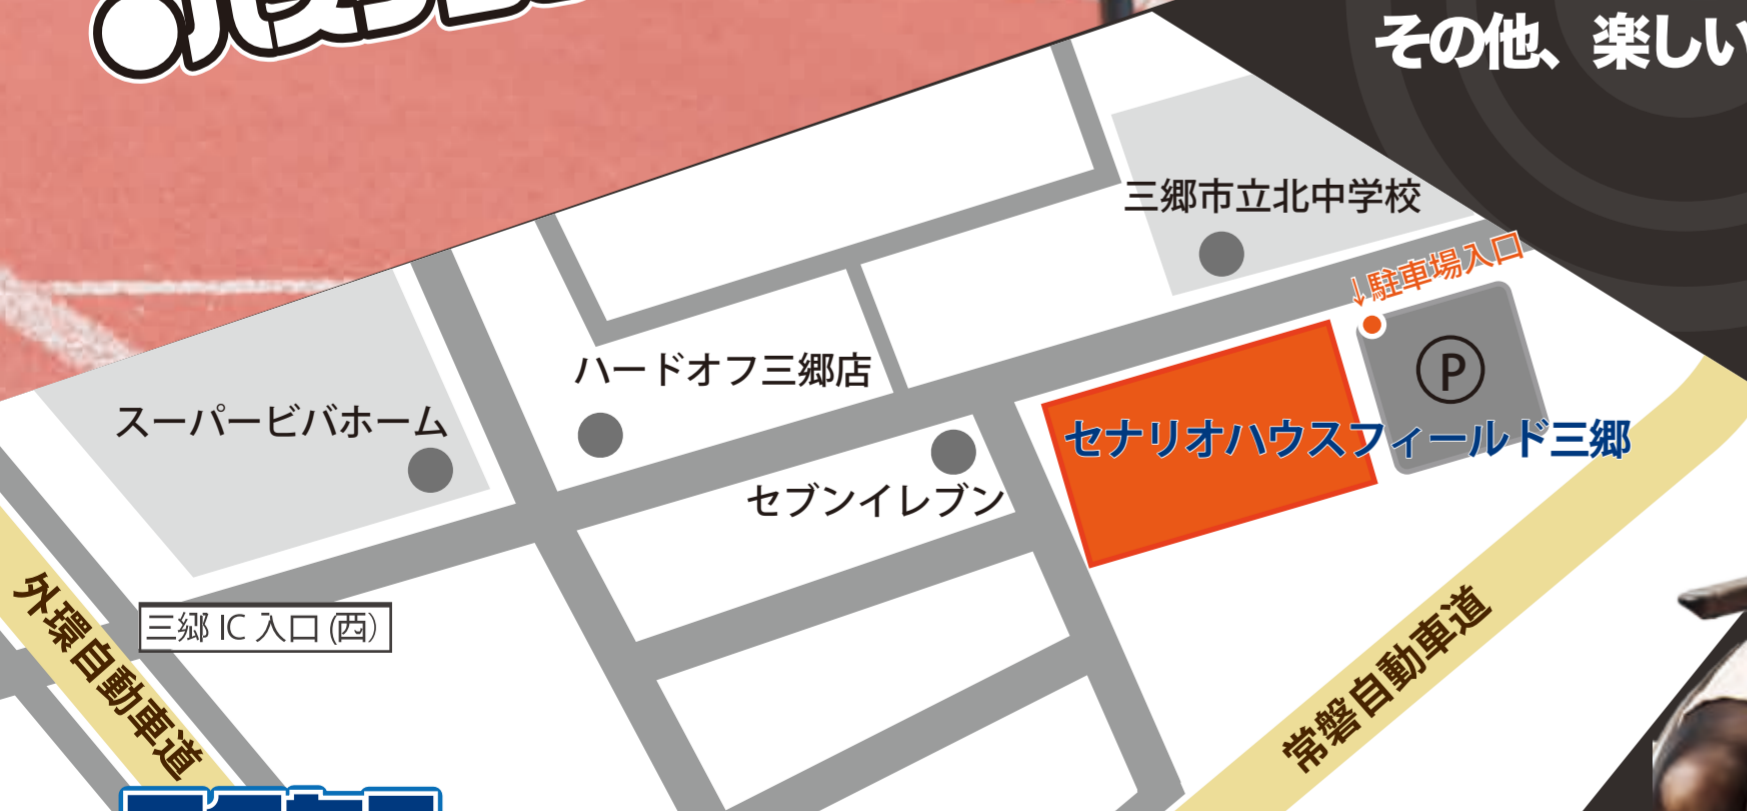 その他、楽しい
三郷市立北中学校
↓駐車場入口
P
ハードオフ三郷店
スーパービバホーム
セナリオハウスフィールド三郷
セブンイレブン
三郷 IC 入口 (西)
外環自動車道
常磐自動車道